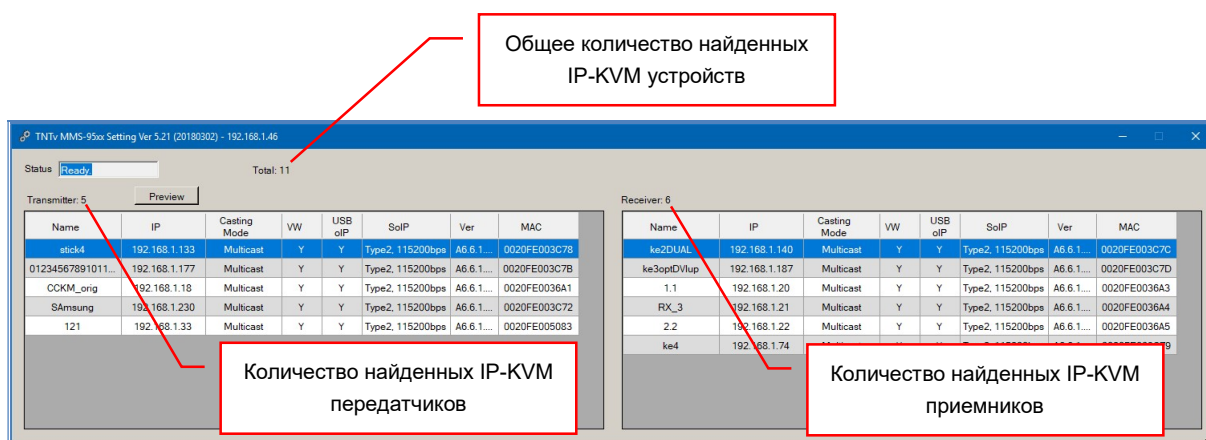 Общее количество найденных
IP-KVM устройств
TNTv MMS-95xx Setting Ver 5.21 (20180302) - 192.168.1.46
Status Ready.
Total: 11
Transmitter: 5 Preview
Name IP Casting Mode VW USB oIP SoIP Ver MAC
stick4 192.168.1.133 Multicast Y Y Type2, 115200bps A6.6.1.... 0020FE003C78
01234567891011... 192.168.1.177 Multicast Y Y Type2, 115200bps A6.6.1.... 0020FE003C7B
CCKM_orig 192.168.1.18 Multicast Y Y Type2, 115200bps A6.6.1.... 0020FE0036A1
SAmsung 192.168.1.230 Multicast Y Y Type2, 115200bps A6.6.1.... 0020FE003C72
121 192.168.1.33 Multicast Y Y Type2, 115200bps A6.6.1.... 0020FE005083
Количество найденных IP-KVM
передатчиков
Receiver: 6
Name IP Casting Mode VW USB oIP SoIP Ver MAC
ke2DUAL 192.168.1.140 Multicast Y Y Type2, 115200bps A6.6.1.... 0020FE003C7C
ke3optDVIup 192.168.1.187 Multicast Y Y Type2, 115200bps A6.6.1.... 0020FE003C7D
1.1 192.168.1.20 Multicast Y Y Type2, 115200bps A6.6.1.... 0020FE0036A3
RX_3 192.168.1.21 Multicast Y Y Type2, 115200bps A6.6.1.... 0020FE0036A4
2.2 192.168.1.22 Multicast Y Y Type2, 115200bps A6.6.1.... 0020FE0036A5
ke4 192.168.1.74
Количество найденных IP-KVM
приемников